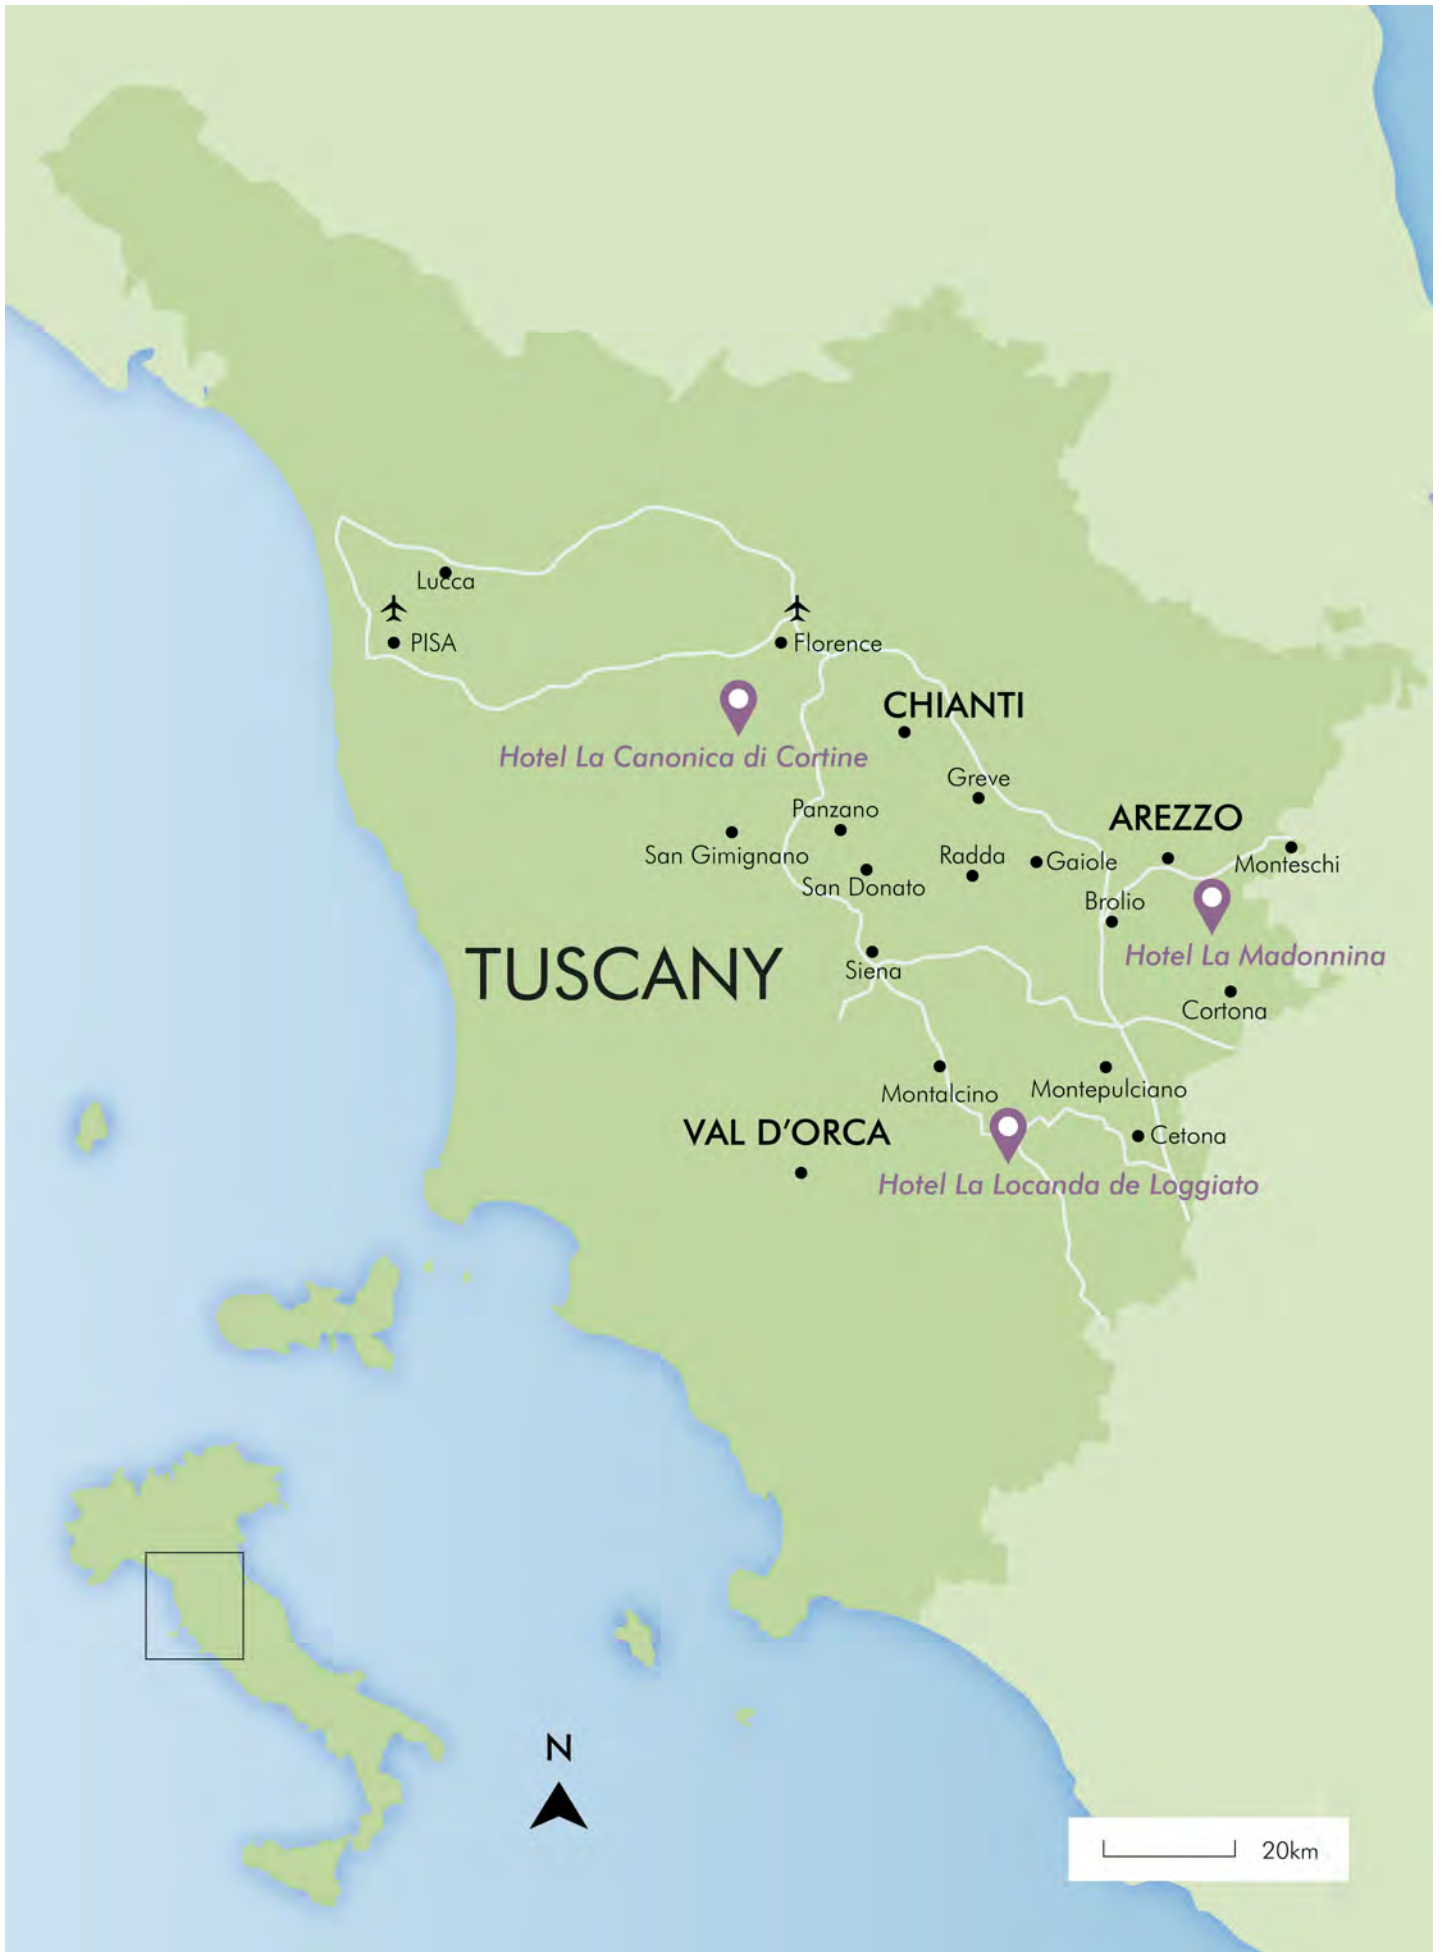 Lucca
PISA
Florence
CHIANTI
Hotel La Canonica di Cortine
Greve
Panzano
AREZZO
San Gimignano
Radda
Gaiole
Monteschi
San Donato
Brolio
TUSCANY
Siena
Hotel La Madonnina
Cortona
Montalcino
Montepulciano
VAL D'ORCA
Cetona
Hotel La Locanda de Loggiato
N
20km